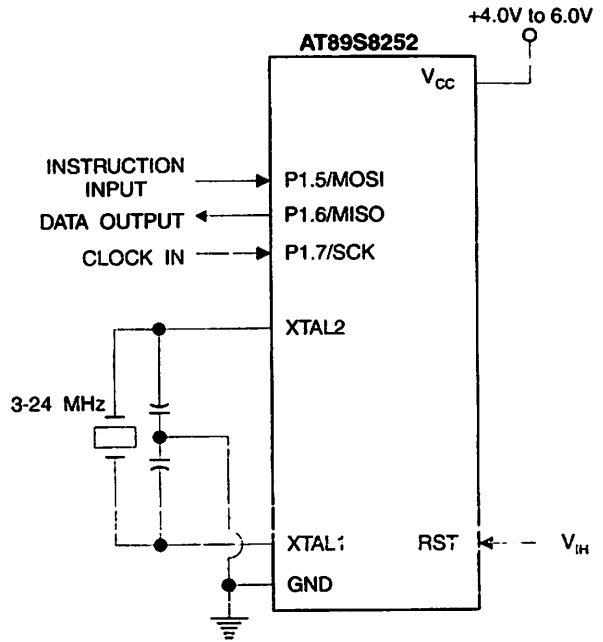 +4.0V to 6.0V
AT89S8252
VCC
INSTRUCTION
INPUT
P1.5/MOSI
DATA OUTPUT
P1.6/MISO
CLOCK IN
P1.7/SCK
XTAL2
3-24 MHz
XTAL1
RST
VIH
GND